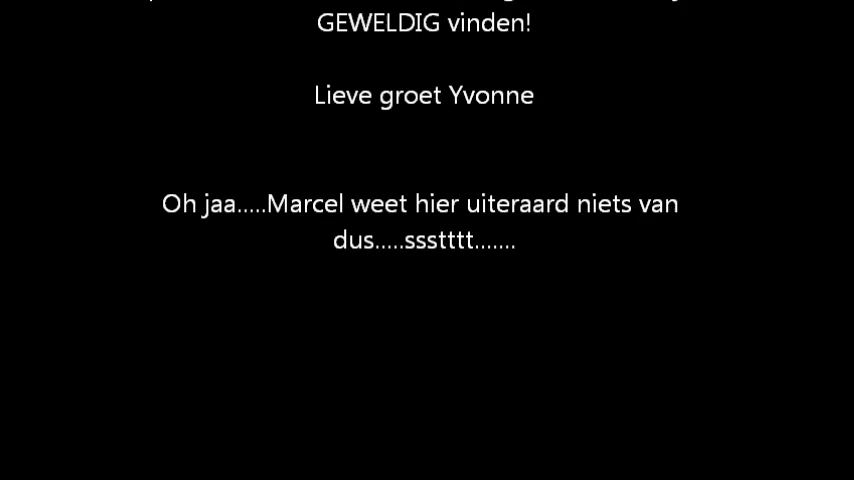 GEWELDIG vinden!
Lieve groet Yvonne
Oh jaa.....Marcel weet hier uiteraard niets van
dus.....ssstttt.......